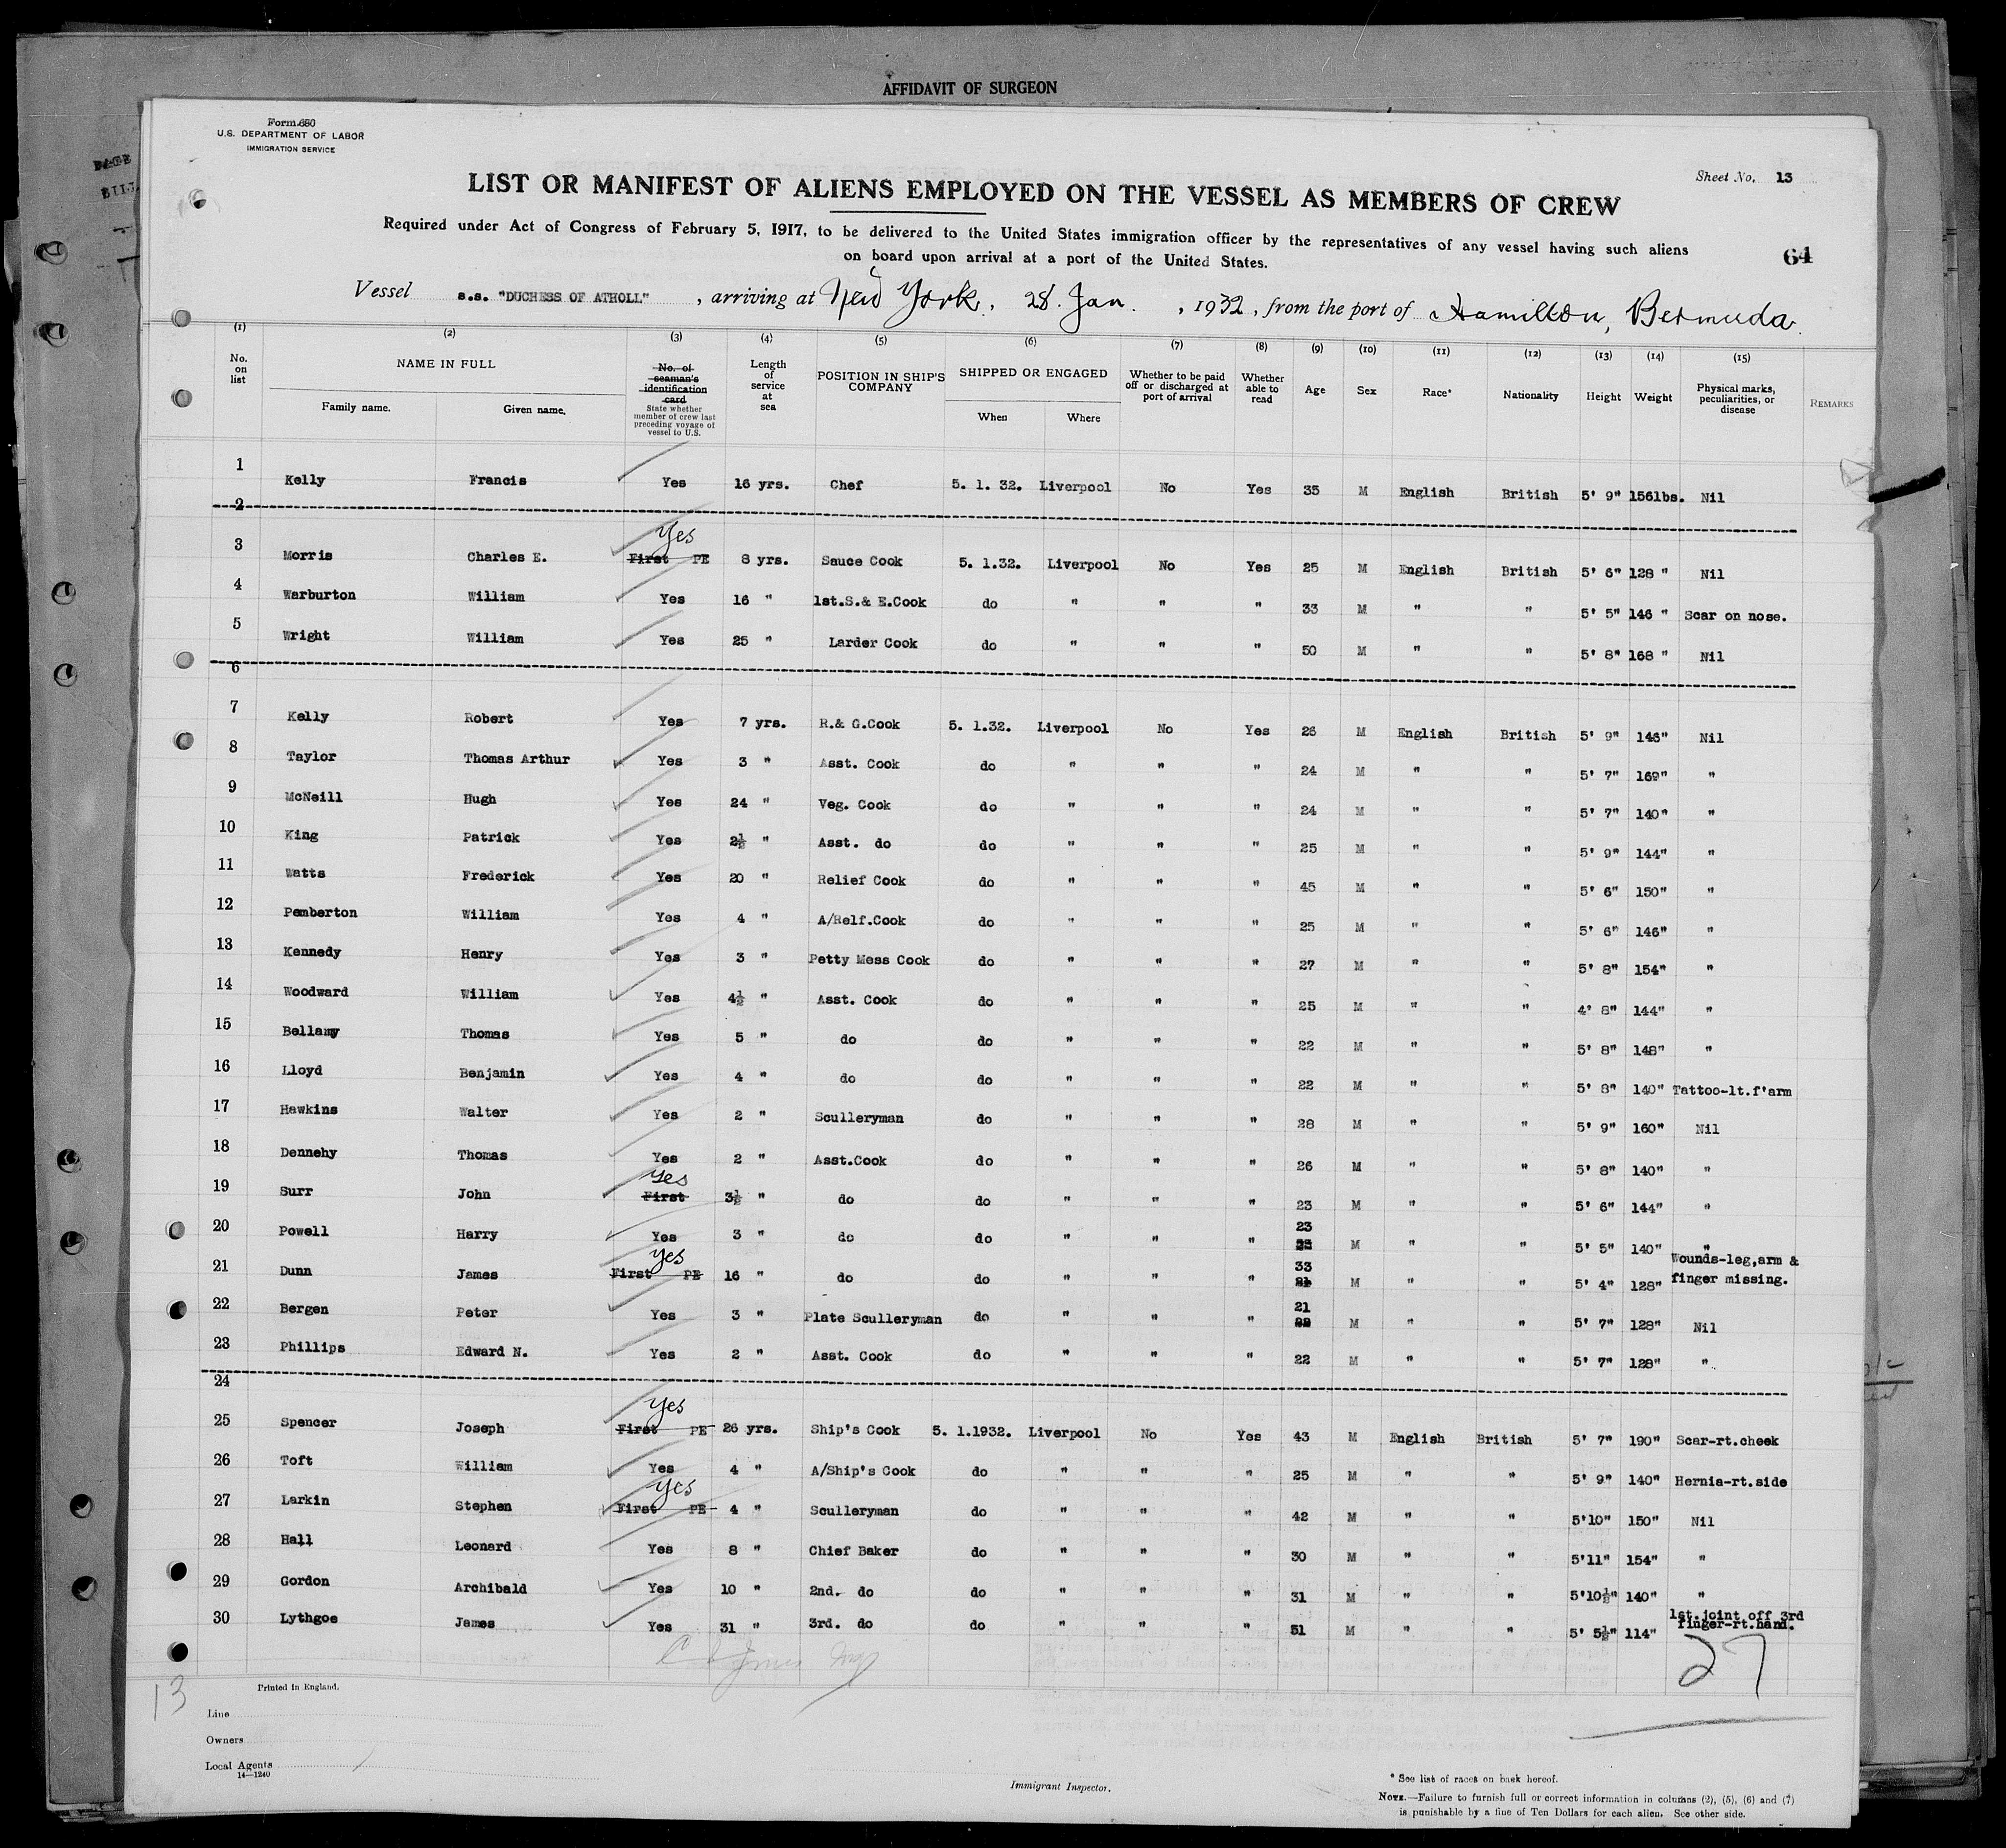 AFFIDAVIT OF SURGEON
Form 680
U.S. DEPARTMENT OF LABOR
IMMIGRATION SERVICE
Sheet No. 13
LIST OR MANIFEST OF ALIENS EMPLOYED ON THE VESSEL AS MEMBERS OF CREW
Required under Act of Congress of February 5, 1917, to be delivered to the United States immigration officer by the representatives of any vessel having such aliens
on board upon arrival at a port of the United States.
64
Vessel s.s. "DUCHESS OF ATHOLL", arriving at New York, 28 Jan., 1932, from the port of Hamilton, Bermuda.
(1) (2) (3) (4) (5) (6) (7) (8) (9) (10) (11) (12) (13) (14) (15)
No. on list NAME IN FULL Family name. Given name. No. of seaman's identification card State whether member of crew last preceding voyage of vessel to U.S. Length of service at sea POSITION IN SHIP'S COMPANY SHIPPED OR ENGAGED When Where Whether to be paid off or discharged at port of arrival Whether able to read Age Sex Race* Nationality Height Weight Physical marks, peculiarities, or disease REMARKS
1 Kelly Francis Yes 16 yrs. Chef 5. 1. 32. Liverpool No Yes 35 M English British 5' 9" 156lbs. Nil
2
3 Morris Charles E. First PE Yes 8 yrs. Sauce Cook 5. 1.32. Liverpool No Yes 25 M English British 5' 6" 128 " Nil
4 Warburton William Yes 16 " 1st.S.& E.Cook do " " " 33 M " " 5' 5" 146 " Scar on nose.
5 Wright William Yes 25 " Larder Cook do " " " 50 M " " 5' 8" 168 " Nil
6
7 Kelly Robert Yes 7 yrs. R.& G.Cook 5. 1.32. Liverpool No Yes 26 M English British 5' 9" 146" Nil
8 Taylor Thomas Arthur Yes 3 " Asst. Cook do " " " 24 M " " 5' 7" 169" "
9 McNeill Hugh Yes 24 " Veg. Cook do " " " 24 M " " 5' 7" 140" "
10 King Patrick Yes 2½ " Asst. do do " " " 25 M " " 5' 9" 144" "
11 Watts Frederick Yes 20 " Relief Cook do " " " 45 M " " 5' 6" 150" "
12 Pemberton William Yes 4 " A/Relf.Cook do " " " 25 M " " 5' 6" 146" "
13 Kennedy Henry Yes 3 " Petty Mess Cook do " " " 27 M " " 5' 8" 154" "
14 Woodward William Yes 4½ " Asst. Cook do " " " 25 M " " 4' 8" 144" "
15 Bellamy Thomas Yes 5 " do do " " " 22 M " " 5' 8" 148" "
16 Lloyd Benjamin Yes 4 " do do " " " 22 M " " 5' 8" 140" Tattoo-lt.f'arm
17 Hawkins Walter Yes 2 " Sculleryman do " " " 28 M " " 5' 9" 160" Nil
18 Dennehy Thomas Yes 2 " Asst.Cook do " " " 26 M " " 5' 8" 140" "
19 Surr John First Yes 3½ " do do " " " 23 M " " 5' 6" 144" "
20 Powell Harry Yes 3 " do do " " " 23 M " " 5' 5" 140" "
21 Dunn James First PE Yes 16 " do do " " " 33 21 M " " 5' 4" 128" Wounds-leg,arm & finger missing.
22 Bergen Peter Yes 3 " Plate Sculleryman do " " " 21 M " " 5' 7" 128" Nil
23 Phillips Edward N. Yes 2 " Asst. Cook do " " " 22 M " " 5' 7" 128" "
24
25 Spencer Joseph First PE Yes 26 yrs. Ship's Cook 5. 1.1932. Liverpool No Yes 43 M English British 5' 7" 190" Scar-rt.cheek
26 Toft William Yes 4 " A/Ship's Cook do " " " 25 M " " 5' 9" 140" Hernia-rt.side
27 Larkin Stephen First PE Yes 4 " Sculleryman do " " " 42 M " " 5'10" 150" Nil
28 Hall Leonard Yes 8 " Chief Baker do " " " 30 M " " 5'11" 154" "
29 Gordon Archibald Yes 10 " 2nd. do do " " " 31 M " " 5'10½" 140" "
30 Lythgoe James Yes 31 " 3rd. do do " " " 51 M " " 5' 5½" 114" 1st.joint off 3rd finger-rt.hand.
27
13
Printed in England.
Line
Owners
Local Agents
14—1240
Immigrant Inspector.
* See list of races on back hereof.
NOTE.—Failure to furnish full or correct information in columns (2), (5), (6) and (7)
is punishable by a fine of Ten Dollars for each alien. See other side.